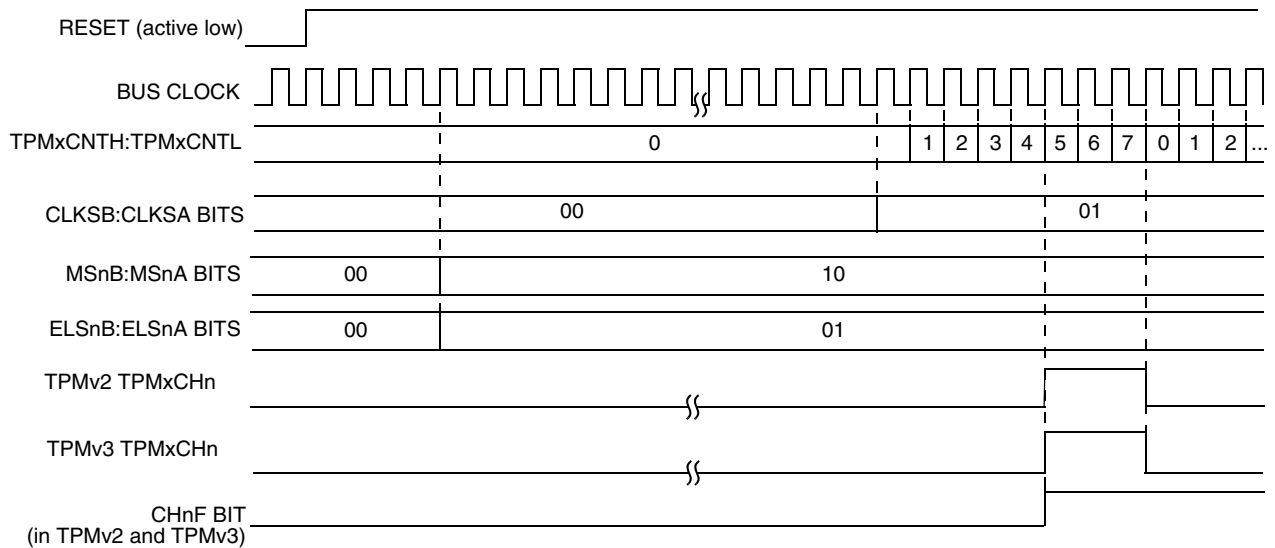 RESET (active low)
BUS CLOCK
TPMxCNTH:TPMxCNTL 0 1 2 3 4 5 6 7 0 1 2 ...
CLKSB:CLKSA BITS 00 01
MSnB:MSnA BITS 00 10
ELSnB:ELSnA BITS 00 01
TPMv2 TPMxCHn
TPMv3 TPMxCHn
CHnF BIT
(in TPMv2 and TPMv3)